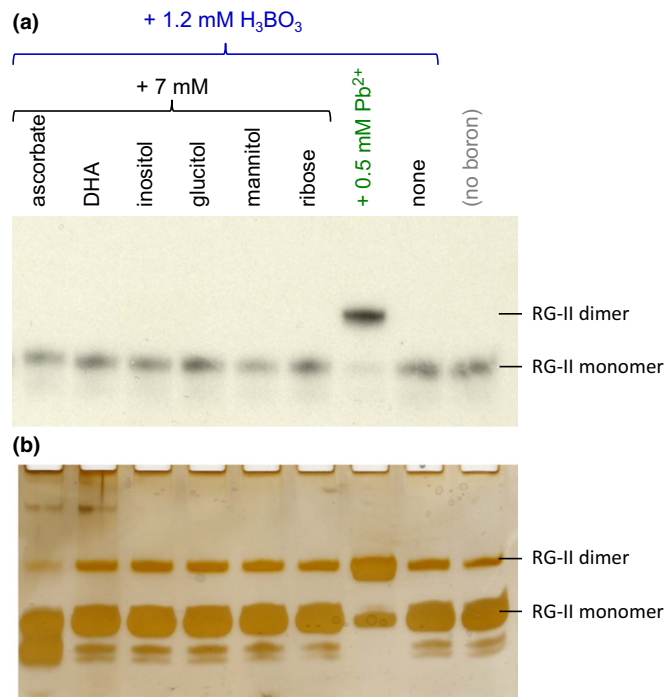 (a)
+ 1.2 mM H₃BO₃
+ 7 mM
ascorbate
DHA
inositol
glucitol
mannitol
ribose
+ 0.5 mM Pb²⁺
none
(no boron)
RG-II dimer
RG-II monomer
(b)
RG-II dimer
RG-II monomer